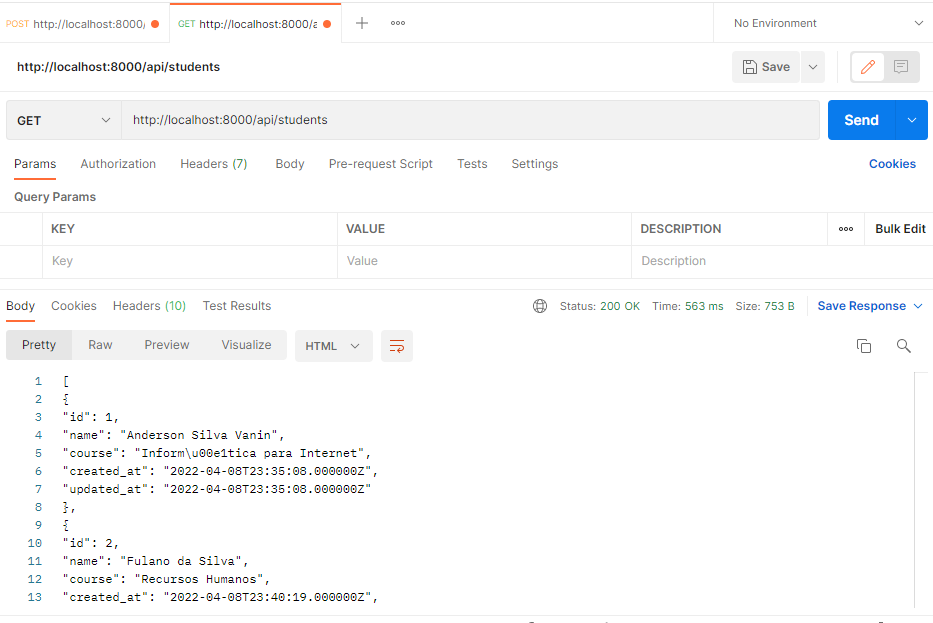 POST http://localhost:8000/ GET http://localhost:8000/a No Environment
http://localhost:8000/api/students Save
GET http://localhost:8000/api/students Send
Params Authorization Headers (7) Body Pre-request Script Tests Settings Cookies
Query Params
KEY VALUE DESCRIPTION Bulk Edit
Key Value Description
Body Cookies Headers (10) Test Results Status: 200 OK Time: 563 ms Size: 753 B Save Response
Pretty Raw Preview Visualize HTML
1 [
2 {
3 "id": 1,
4 "name": "Anderson Silva Vanin",
5 "course": "Inform\u00e1tica para Internet",
6 "created_at": "2022-04-08T23:35:08.000000Z",
7 "updated_at": "2022-04-08T23:35:08.000000Z"
8 },
9 {
10 "id": 2,
11 "name": "Fulano da Silva",
12 "course": "Recursos Humanos",
13 "created_at": "2022-04-08T23:40:19.000000Z",